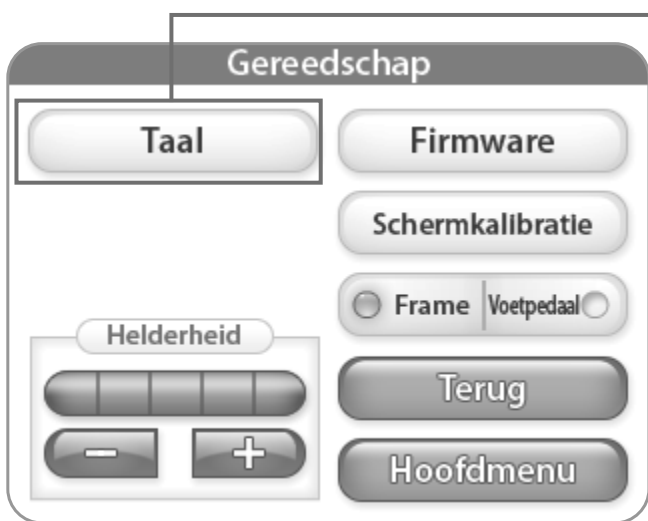 Gereedschap
Taal
Firmware
Schermkalibratie
Frame Voetpedaal
Helderheid
− +
Terug
Hoofdmenu